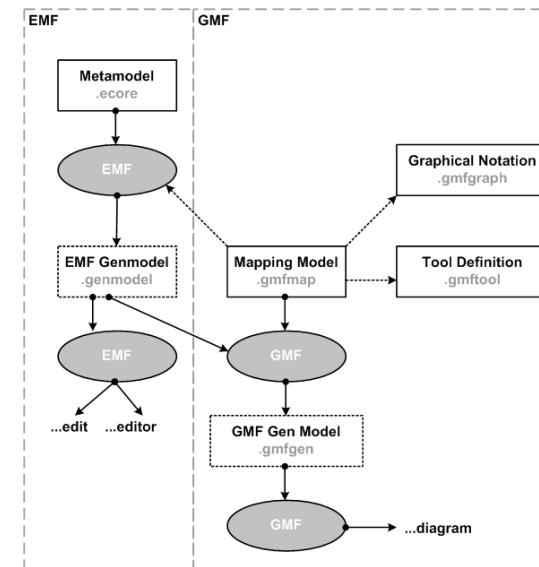 EMF
GMF
Metamodel
.ecore
EMF
Graphical Notation
.gmfgraph
EMF Genmodel
.genmodel
Mapping Model
.gmfmap
Tool Definition
.gmftool
EMF
GMF
...edit
...editor
GMF Gen Model
.gmfgen
GMF
...diagram